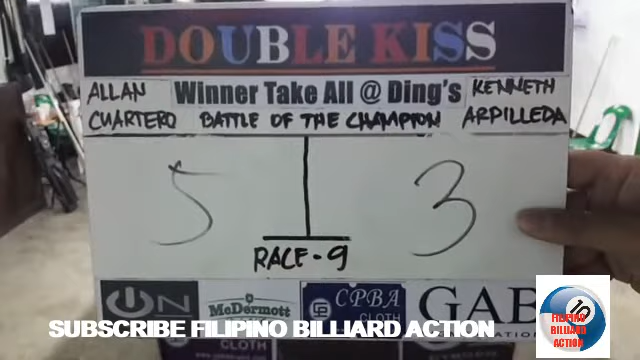 DOUBLE KISS
ALLAN CUARTERO
Winner Take All @ Ding's
BATTLE OF THE CHAMPION
KENNETH ARPILLEDA
5
3
RACE-9
ON
McDermott
CLOTH
CPBA
CLOTH
GAB
SUBSCRIBE FILIPINO BILLIARD ACTION
FILIPINO
BILLIARD
ACTION